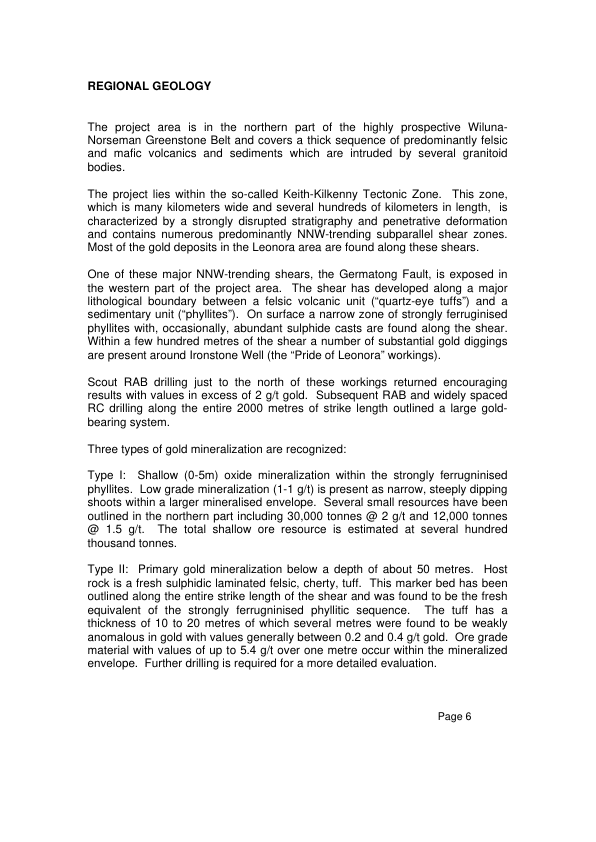 REGIONAL GEOLOGY
The project area is in the northern part of the highly prospective Wiluna-
Norseman Greenstone Belt and covers a thick sequence of predominantly felsic
and mafic volcanics and sediments which are intruded by several granitoid
bodies.
The project lies within the so-called Keith-Kilkenny Tectonic Zone. This zone,
which is many kilometers wide and several hundreds of kilometers in length, is
characterized by a strongly disrupted stratigraphy and penetrative deformation
and contains numerous predominantly NNW-trending subparallel shear zones.
Most of the gold deposits in the Leonora area are found along these shears.
One of these major NNW-trending shears, the Germatong Fault, is exposed in
the western part of the project area. The shear has developed along a major
lithological boundary between a felsic volcanic unit (“quartz-eye tuffs”) and a
sedimentary unit (“phyllites”). On surface a narrow zone of strongly ferruginised
phyllites with, occasionally, abundant sulphide casts are found along the shear.
Within a few hundred metres of the shear a number of substantial gold diggings
are present around Ironstone Well (the “Pride of Leonora” workings).
Scout RAB drilling just to the north of these workings returned encouraging
results with values in excess of 2 g/t gold. Subsequent RAB and widely spaced
RC drilling along the entire 2000 metres of strike length outlined a large gold-
bearing system.
Three types of gold mineralization are recognized:
Type I: Shallow (0-5m) oxide mineralization within the strongly ferrugninised
phyllites. Low grade mineralization (1-1 g/t) is present as narrow, steeply dipping
shoots within a larger mineralised envelope. Several small resources have been
outlined in the northern part including 30,000 tonnes @ 2 g/t and 12,000 tonnes
@ 1.5 g/t. The total shallow ore resource is estimated at several hundred
thousand tonnes.
Type II: Primary gold mineralization below a depth of about 50 metres. Host
rock is a fresh sulphidic laminated felsic, cherty, tuff. This marker bed has been
outlined along the entire strike length of the shear and was found to be the fresh
equivalent of the strongly ferrugninised phyllitic sequence. The tuff has a
thickness of 10 to 20 metres of which several metres were found to be weakly
anomalous in gold with values generally between 0.2 and 0.4 g/t gold. Ore grade
material with values of up to 5.4 g/t over one metre occur within the mineralized
envelope. Further drilling is required for a more detailed evaluation.
Page 6